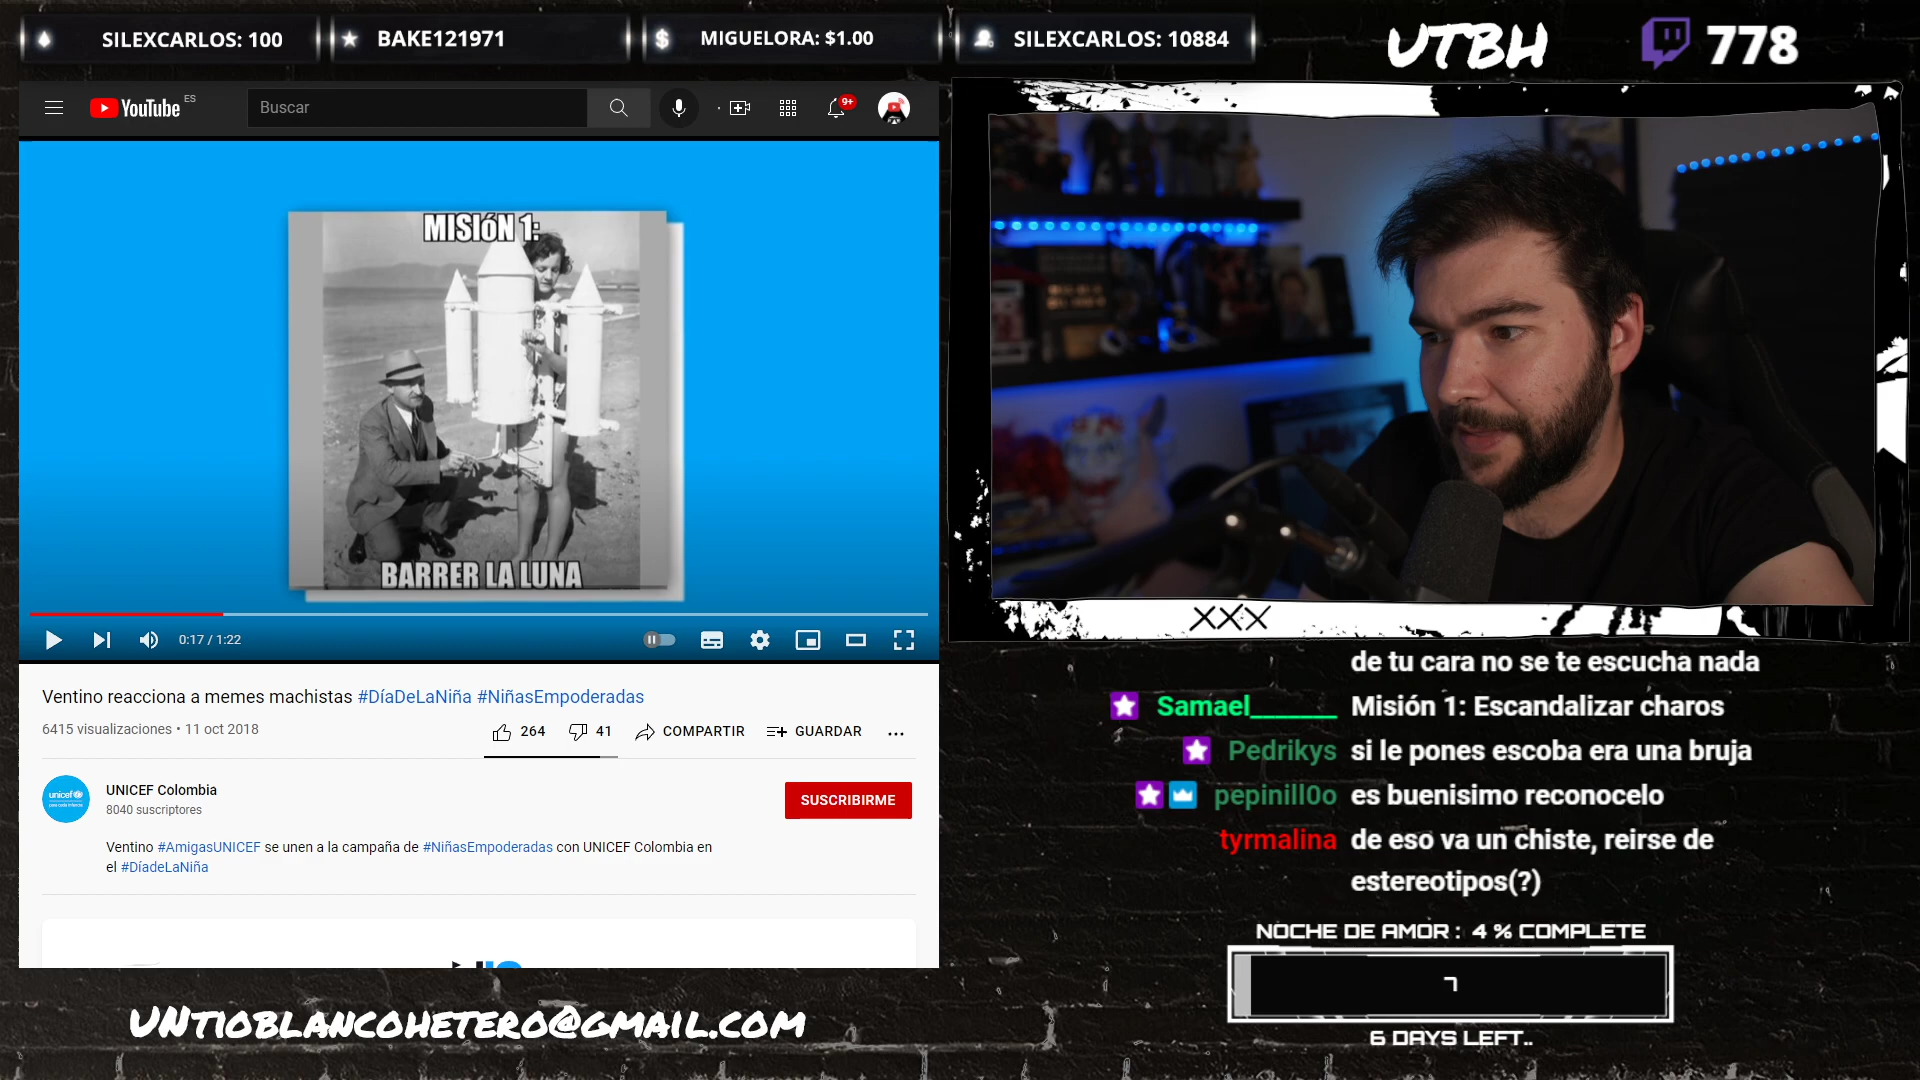 SILEXCARLOS: 100
BAKE121971
MIGUELORA: $1.00
SILEXCARLOS: 10884
UTBH
778
YouTube ES
Buscar
9+
MISIÓN 1:
BARRER LA LUNA
0:17 / 1:22
Ventino reacciona a memes machistas #DíaDeLaNiña #NiñasEmpoderadas
6415 visualizaciones • 11 oct 2018
264
41
COMPARTIR
GUARDAR
unicef
UNICEF Colombia
8040 suscriptores
SUSCRIBIRME
Ventino #AmigasUNICEF se unen a la campaña de #NiñasEmpoderadas con UNICEF Colombia en
el #DíadeLaNiña
UNtioblancohetero@gmail.com
XXX
de tu cara no se te escucha nada
Samael______ Misión 1: Escandalizar charos
Pedrikys si le pones escoba era una bruja
pepinill0o es buenisimo reconocelo
tyrmalina de eso va un chiste, reirse de
estereotipos(?)
NOCHE DE AMOR : 4 % COMPLETE
7
6 DAYS LEFT..